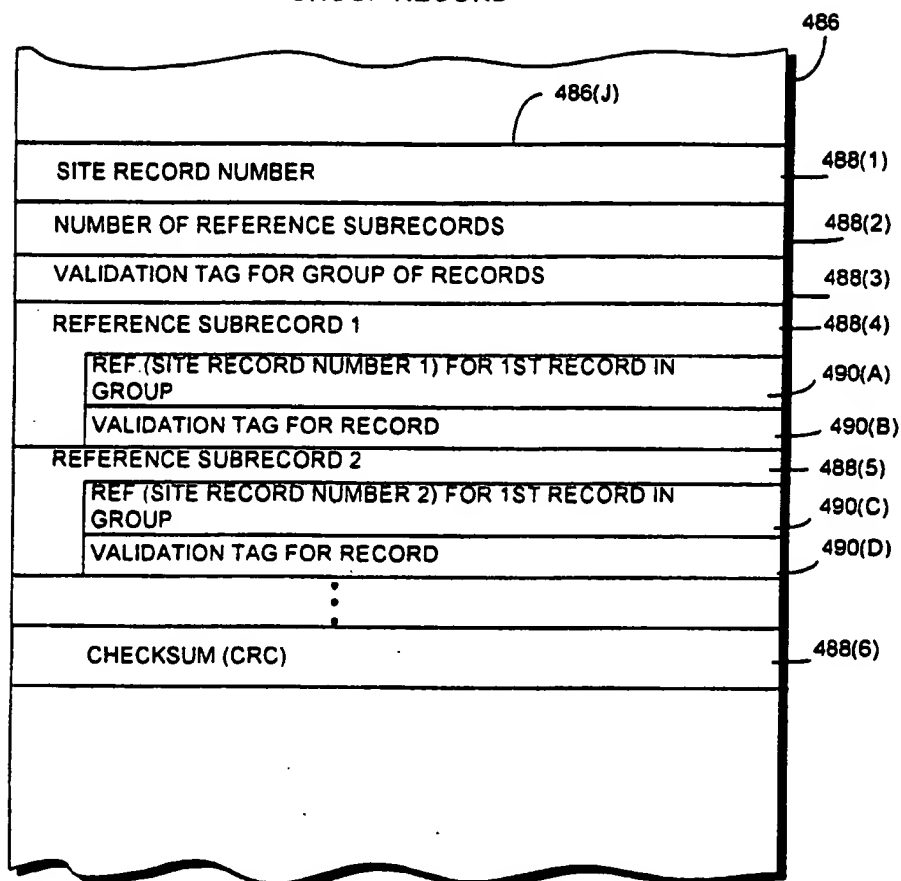 486
486(J)
SITE RECORD NUMBER
488(1)
NUMBER OF REFERENCE SUBRECORDS
488(2)
VALIDATION TAG FOR GROUP OF RECORDS
488(3)
REFERENCE SUBRECORD 1
488(4)
REF. (SITE RECORD NUMBER 1) FOR 1ST RECORD IN
GROUP
490(A)
VALIDATION TAG FOR RECORD
490(B)
REFERENCE SUBRECORD 2
488(5)
REF (SITE RECORD NUMBER 2) FOR 1ST RECORD IN
GROUP
490(C)
VALIDATION TAG FOR RECORD
490(D)
CHECKSUM (CRC)
488(6)